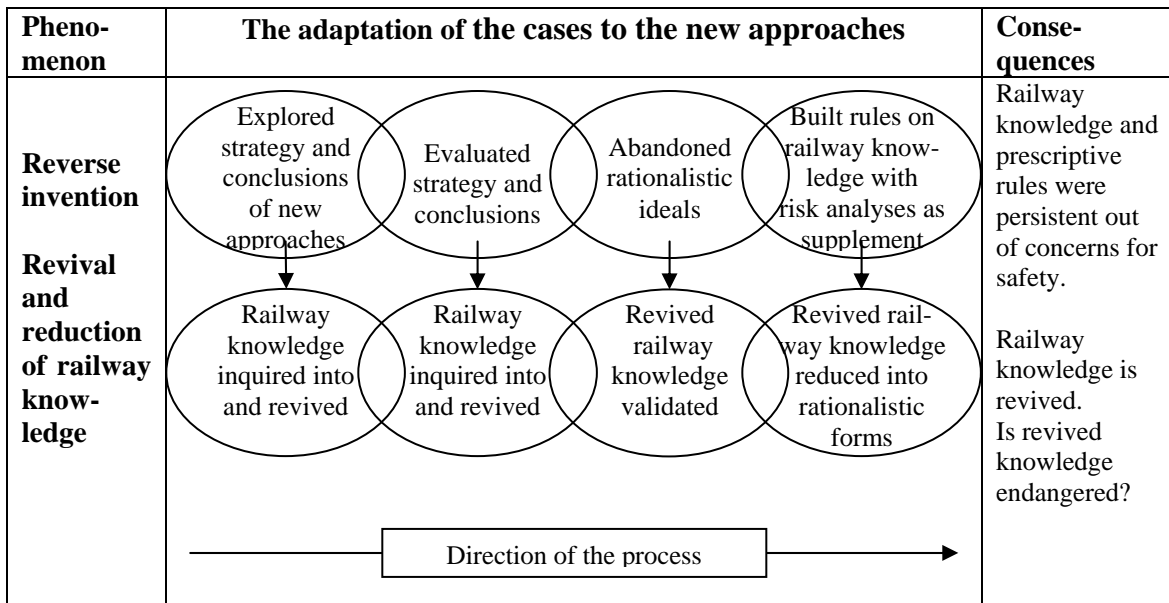 Pheno-
menon
The adaptation of the cases to the new approaches
Conse-
quences
Reverse
invention
Explored
strategy and
conclusions
of new
approaches
Evaluated
strategy and
conclusions
Abandoned
rationalistic
ideals
Built rules on
railway know-
ledge with
risk analyses as
supplement
Railway
knowledge and
prescriptive
rules were
persistent out
of concerns for
safety.
Revival
and
reduction
of railway
know-
ledge
Railway
knowledge
inquired into
and revived
Railway
knowledge
inquired into
and revived
Revived
railway
knowledge
validated
Revived rail-
way knowledge
reduced into
rationalistic
forms
Railway
knowledge is
revived.
Is revived
knowledge
endangered?
Direction of the process